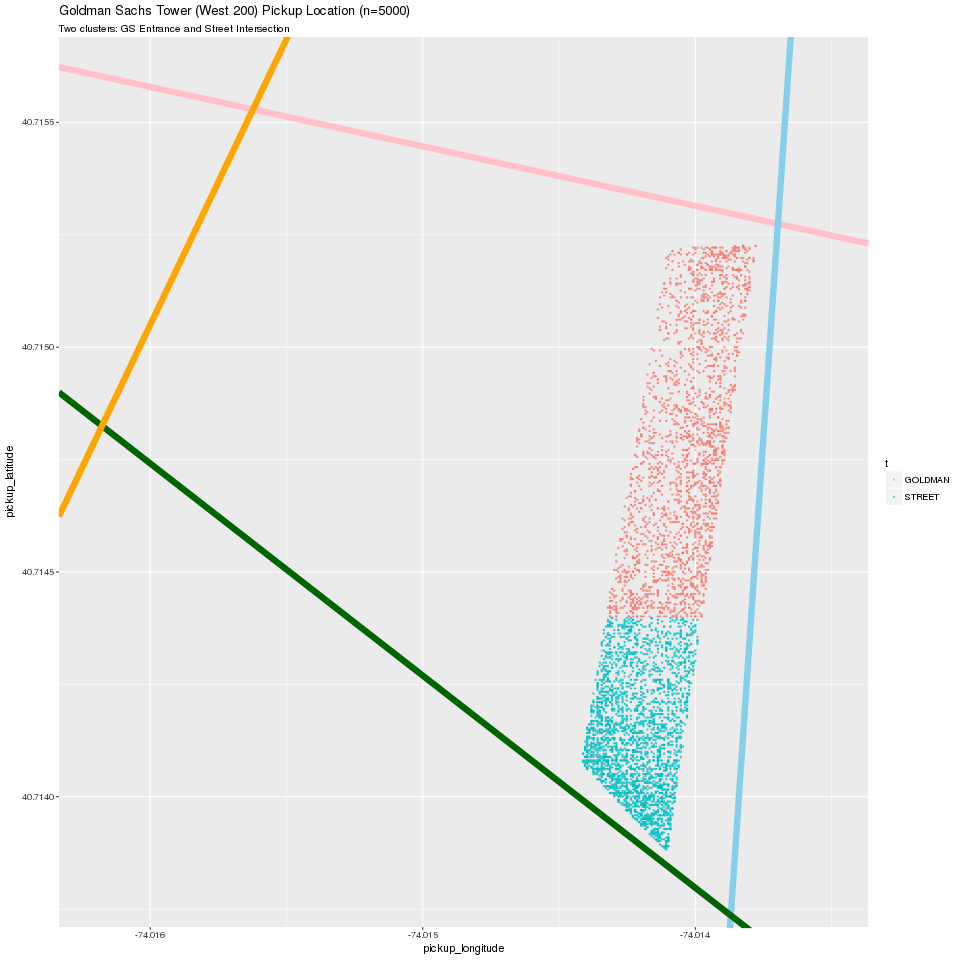 Goldman Sachs Tower (West 200) Pickup Location (n=5000)
Two clusters: GS Entrance and Street Intersection
40.7155
40.7150
40.7145
40.7140
pickup_latitude
-74.016
-74.015
-74.014
pickup_longitude
t
GOLDMAN
STREET